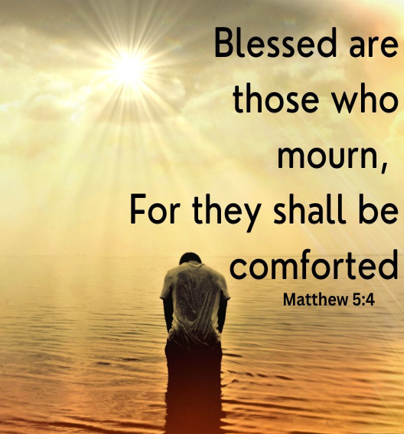 Blessed are
those who
mourn,
For they shall be
comforted
Matthew 5:4